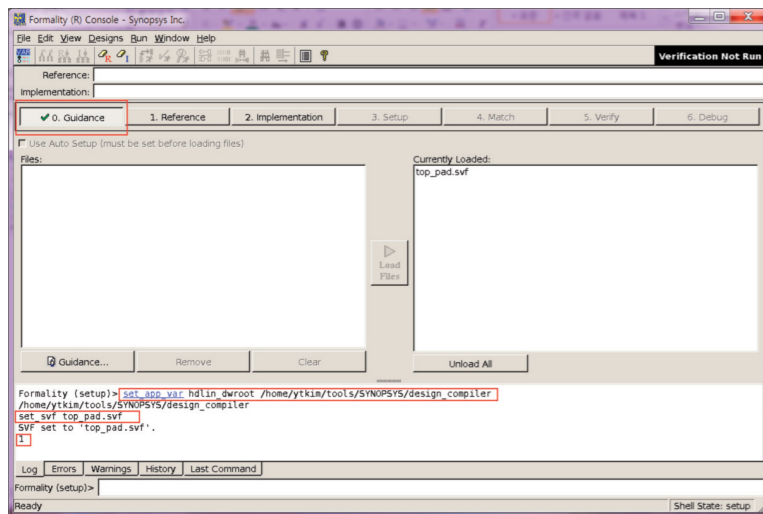 Formality (R) Console - Synopsys Inc.
File Edit View Designs Run Window Help
Verification Not Run
Reference:
Implementation:
0. Guidance 1. Reference 2. Implementation 3. Setup 4. Match 5. Verify 6. Debug
Use Auto Setup (must be set before loading files)
Files: Currently Loaded:
top_pad.svf
Load
Files
Guidance... Remove Clear Unload All
Formality (setup)> set_app_var hdlin_dwroot /home/ytkim/tools/SYNOPSYS/design_compiler
/home/ytkim/tools/SYNOPSYS/design_compiler
set_svf top_pad.svf
SVF set to 'top_pad.svf'.
1
Log Errors Warnings History Last Command
Formality (setup)>
Ready Shell State: setup